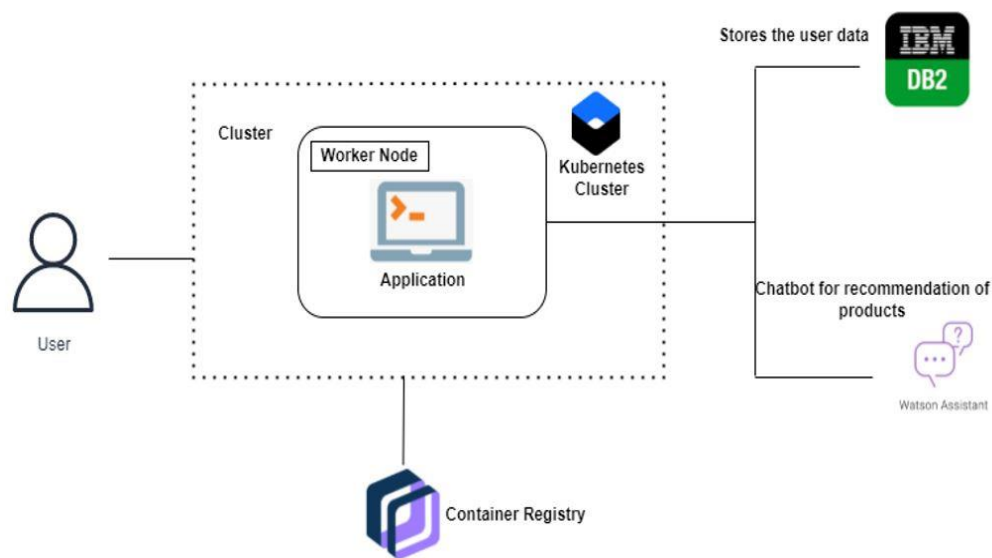 Stores the user data
IBM
DB2
Cluster
Worker Node
Kubernetes
Cluster
Application
User
Chatbot for recommendation of
products
?
Watson Assistant
Container Registry